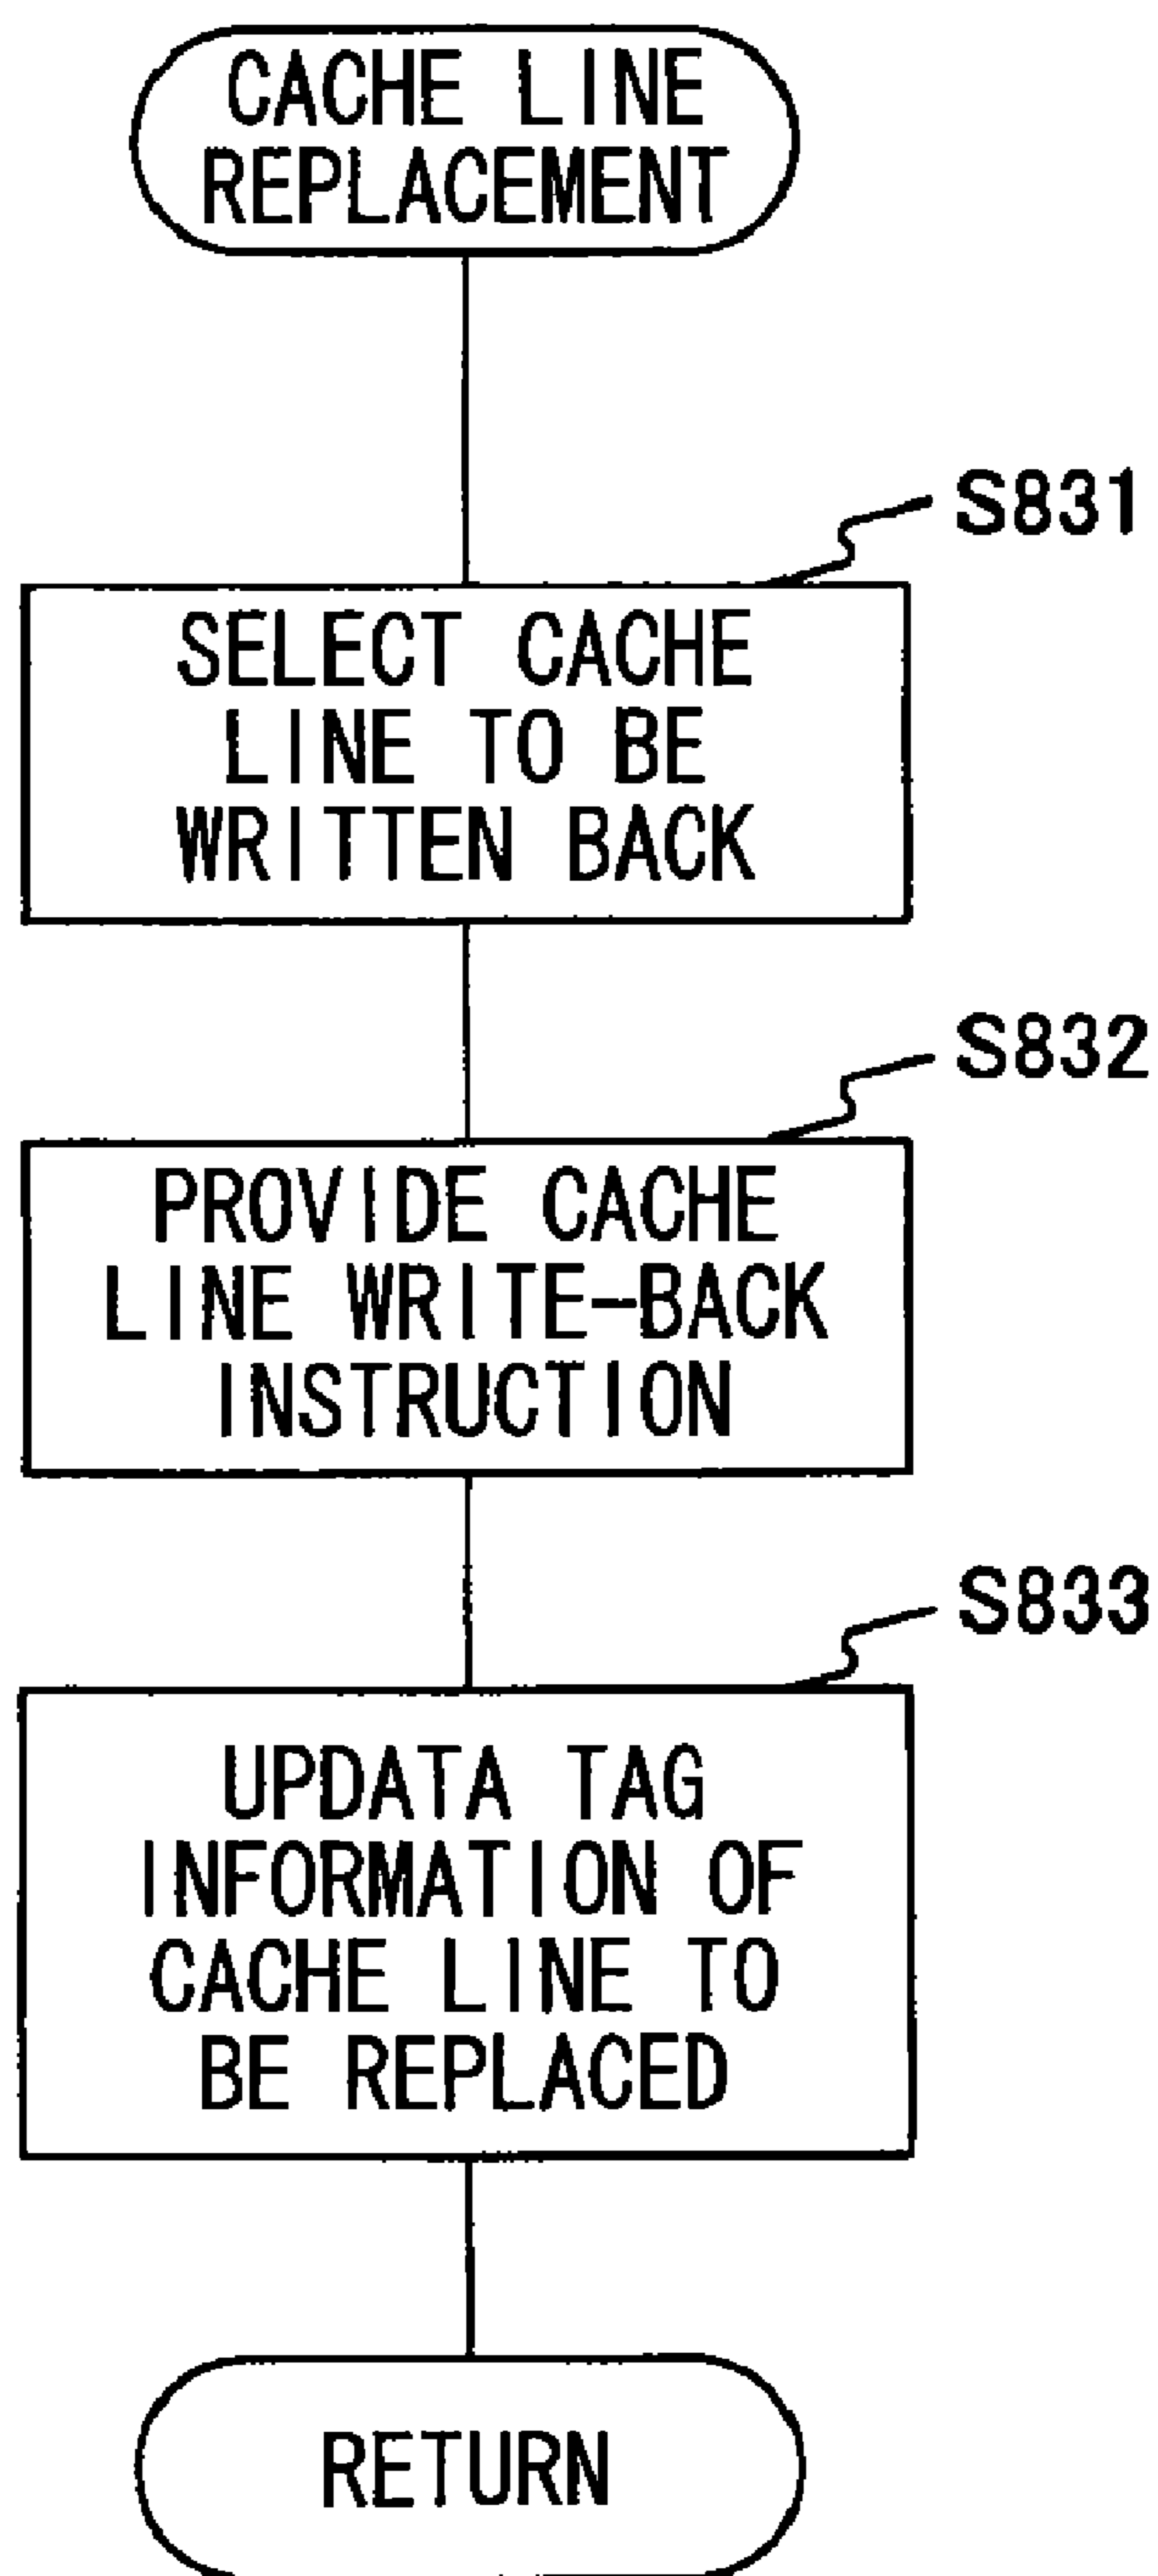 CACHE LINE
REPLACEMENT
S831
SELECT CACHE
LINE TO BE
WRITTEN BACK
S832
PROVIDE CACHE
LINE WRITE-BACK
INSTRUCTION
S833
UPDATA TAG
INFORMATION OF
CACHE LINE TO
BE REPLACED
RETURN